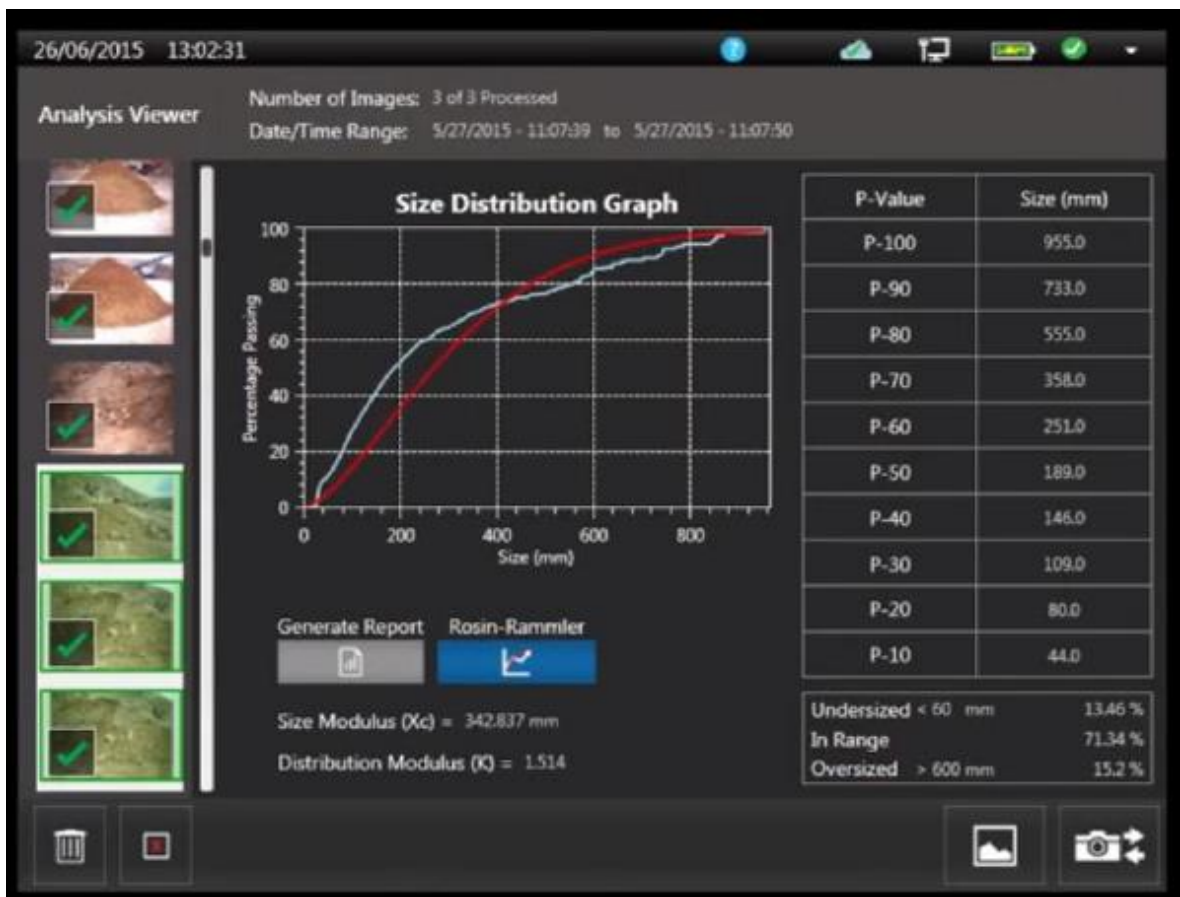 26/06/2015 13:02:31
?
Analysis Viewer
Number of Images: 3 of 3 Processed
Date/Time Range: 5/27/2015 - 11:07:39 to 5/27/2015 - 11:07:50
Size Distribution Graph
Percentage Passing
100
80
60
40
20
0
0 200 400 600 800
Size (mm)
Generate Report Rosin-Rammler
Size Modulus (Xc) = 342.837 mm
Distribution Modulus (K) = 1.514
P-Value Size (mm)
P-100 955.0
P-90 733.0
P-80 555.0
P-70 358.0
P-60 251.0
P-50 189.0
P-40 146.0
P-30 109.0
P-20 80.0
P-10 44.0
Undersized < 60 mm 13.46 %
In Range 71.34 %
Oversized > 600 mm 15.2 %